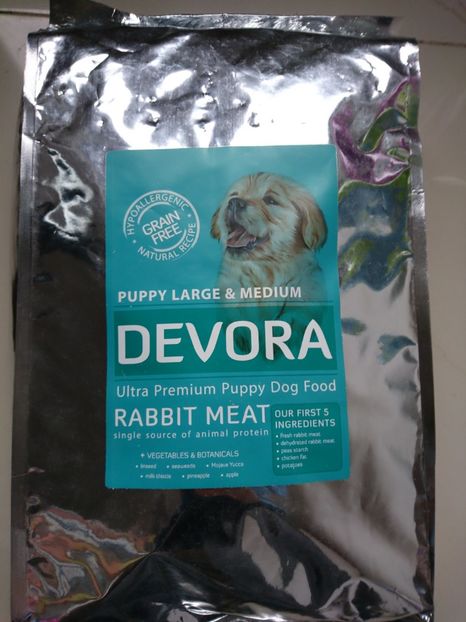 HYPOALLERGENIC
GRAIN
FREE
NATURAL RECIPE
PUPPY LARGE & MEDIUM
DEVORA
Ultra Premium Puppy Dog Food
RABBIT MEAT
single source of animal protein
+ VEGETABLES & BOTANICALS
• linseed • seaweeds • Mojave Yucca
• milk thistle • pineapple • apple
OUR FIRST 5
INGREDIENTS
• fresh rabbit meat
• dehydrated rabbit meat
• peas starch
• chicken fat
• potatoes